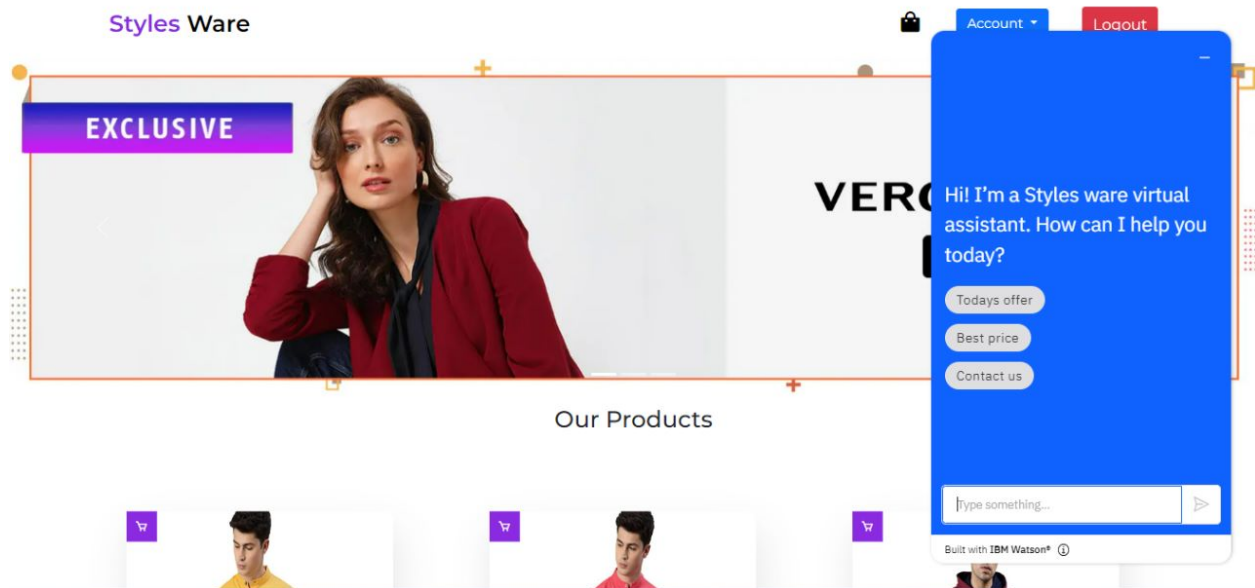 Styles Ware
Account
Logout
EXCLUSIVE
Hi! I'm a Styles ware virtual
assistant. How can I help you
today?
Todays offer
Best price
Contact us
Our Products
Type something...
Built with IBM Watson®